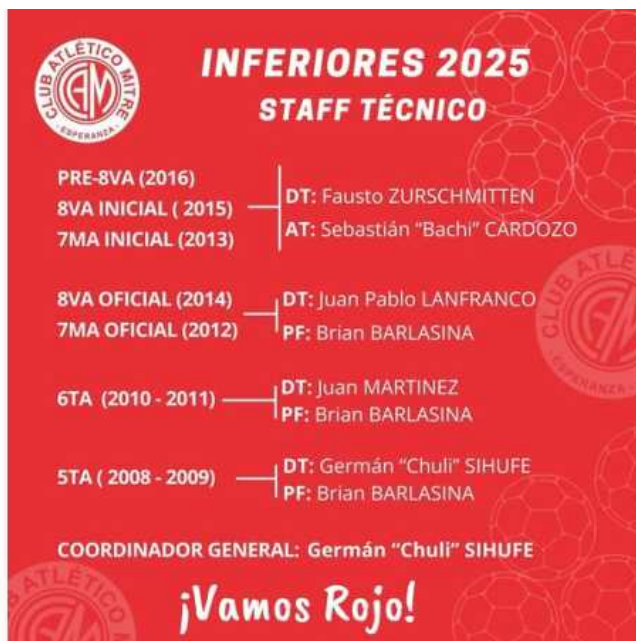 CLUB ATLÉTICO MITRE
CAM
- ESPERANZA -
INFERIORES 2025
STAFF TÉCNICO
PRE-8VA (2016)
8VA INICIAL ( 2015)
7MA INICIAL (2013)
DT: Fausto ZURSCHMITTEN
AT: Sebastián “Bachi” CARDOZO
8VA OFICIAL (2014)
7MA OFICIAL (2012)
DT: Juan Pablo LANFRANCO
PF: Brian BARLASINA
6TA (2010 - 2011)
DT: Juan MARTINEZ
PF: Brian BARLASINA
5TA ( 2008 - 2009)
DT: Germán “Chuli” SIHUFE
PF: Brian BARLASINA
COORDINADOR GENERAL: Germán “Chuli” SIHUFE
¡Vamos Rojo!